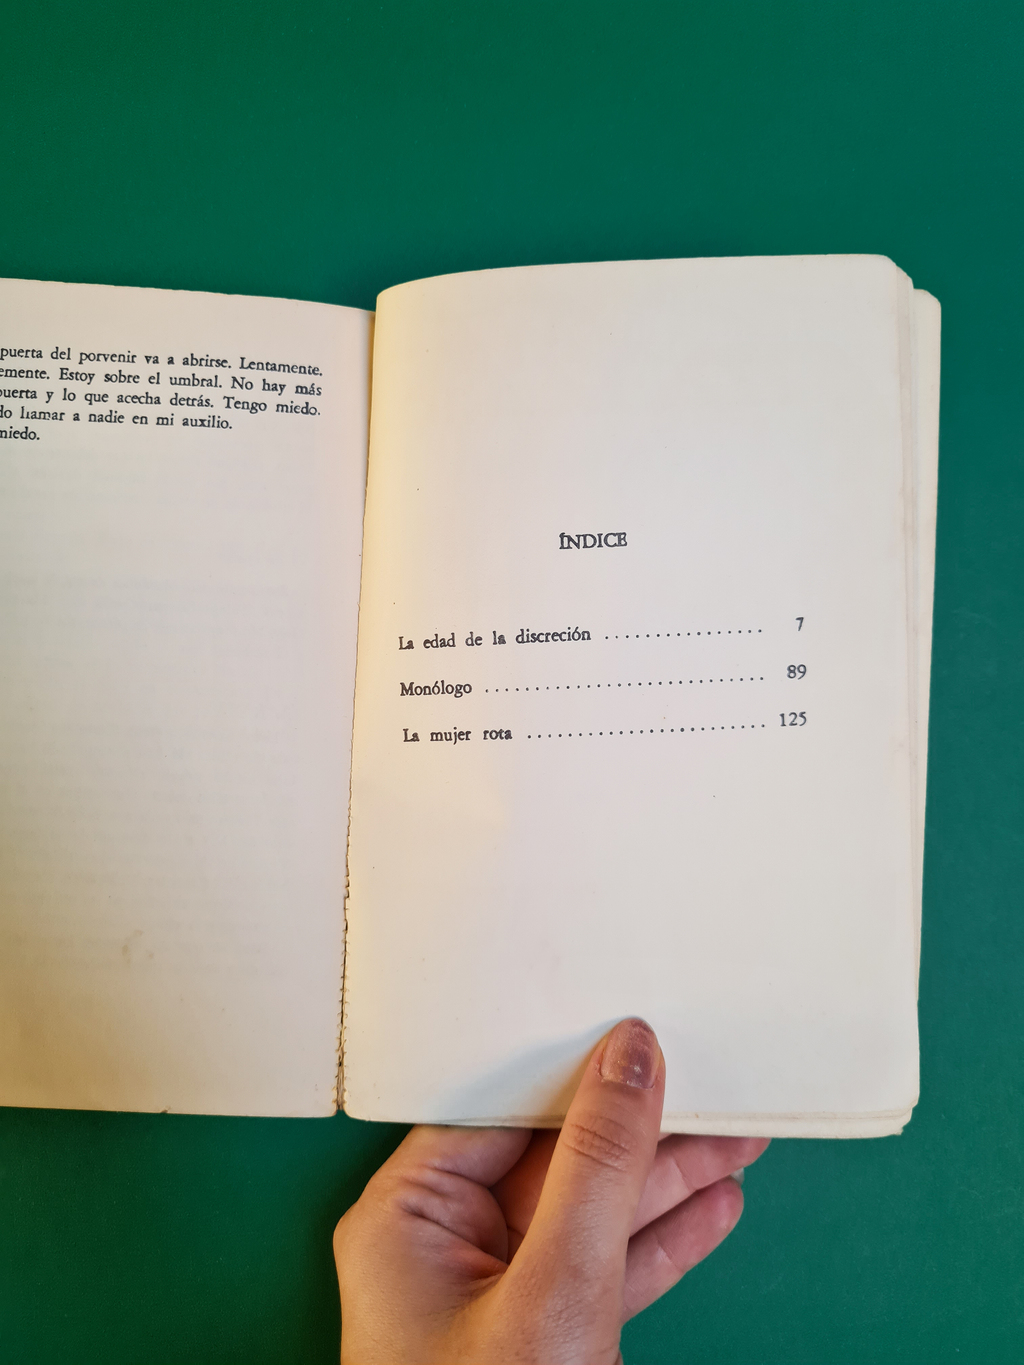 puerta del porvenir va a abrirse. Lentamente.
emente. Estoy sobre el umbral. No hay más
puerta y lo que acecha detrás. Tengo miedo.
do llamar a nadie en mi auxilio.
miedo.
ÍNDICE
La edad de la discreción ................ 7
Monólogo ............................ 89
La mujer rota ........................ 125